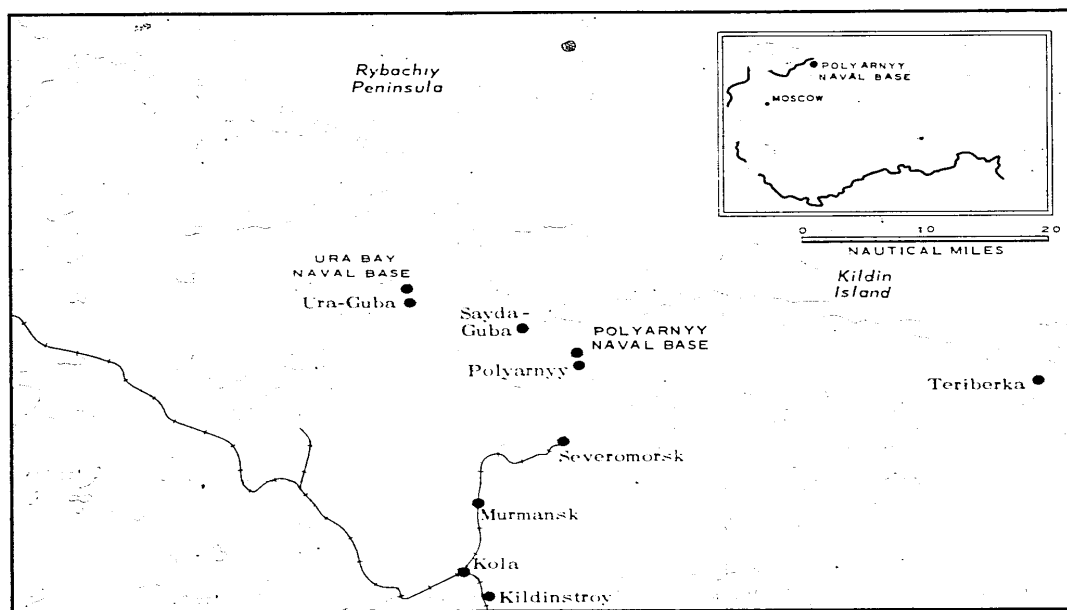 Rybachiy
Peninsula
POLYARNYY
NAVAL BASE
MOSCOW
0 10 20
NAUTICAL MILES
Kildin
Island
URA BAY
NAVAL BASE
Ura-Guba
Sayda-
Guba
POLYARNYY
NAVAL BASE
Polyarnyy
Teriberka
Severomorsk
Murmansk
Kola
Kildinstroy